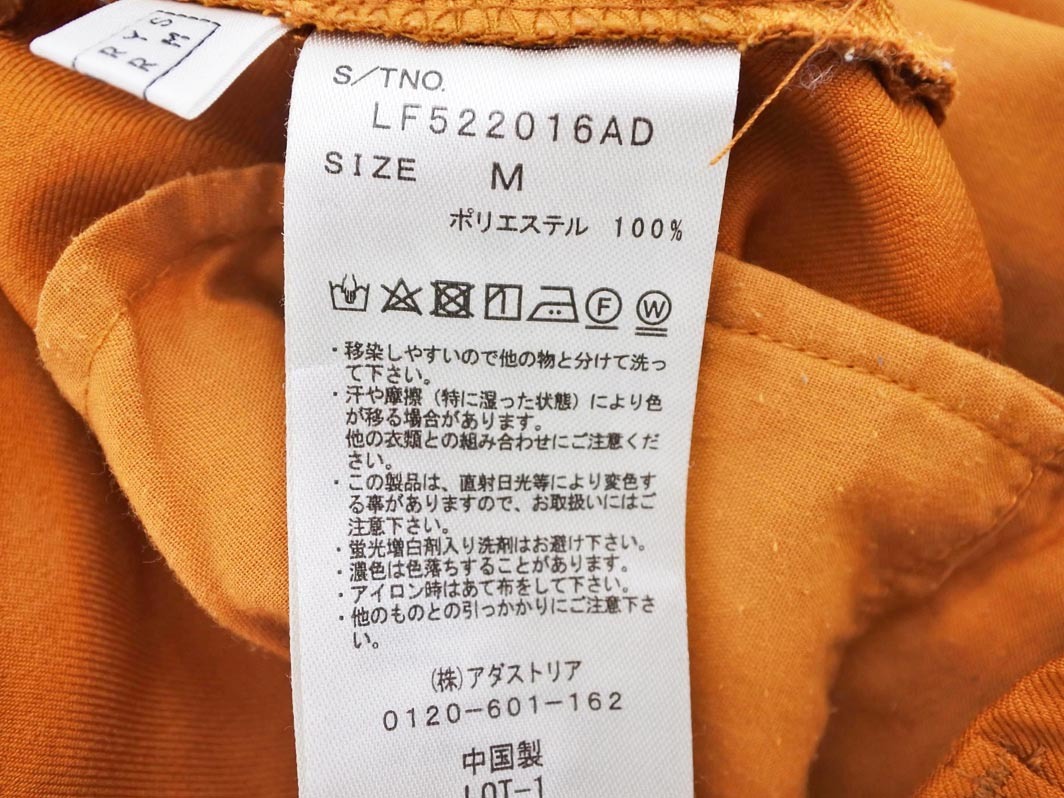 RYS
RM
S/TNO.
LF522016AD
SIZE M
ポリエステル 100%
F W
・移染しやすいので他の物と分けて洗っ
て下さい。
・汗や摩擦(特に湿った状態)により色
が移る場合があります。
他の衣類との組み合わせにご注意くだ
さい。
・この製品は、直射日光等により変色す
る事がありますので、お取扱いにはご
注意下さい。
・蛍光増白剤入り洗剤はお避け下さい。
・濃色は色落ちすることがあります。
・アイロン時はあて布をして下さい。
・他のものとの引っかかりにご注意下さ
い。
(株)アダストリア
0120-601-162
中国製
LOT-1